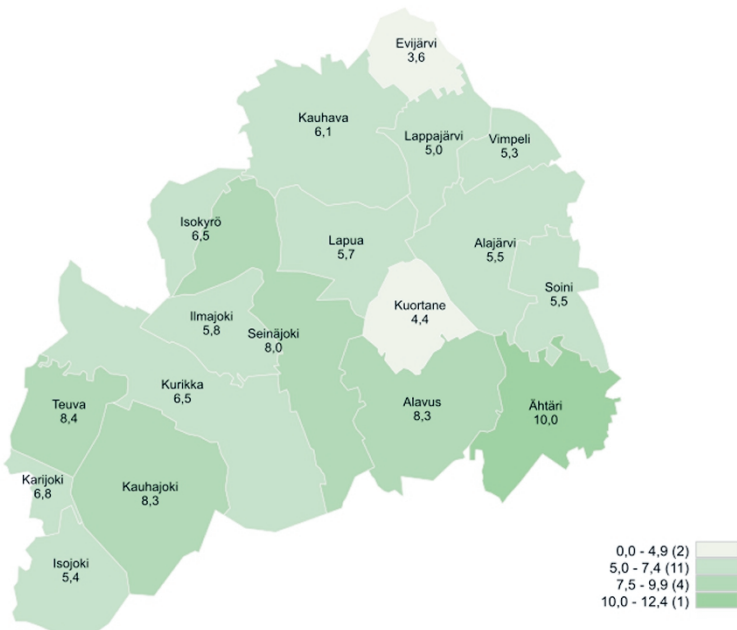 Evijärvi
3,6
Kauhava
6,1
Lappajärvi
5,0
Vimpeli
5,3
Isokyrö
6,5
Lapua
5,7
Alajärvi
5,5
Soini
5,5
Kuortane
4,4
Ilmajoki
5,8
Seinäjoki
8,0
Kurikka
6,5
Teuva
8,4
Alavus
8,3
Ähtäri
10,0
Karijoki
6,8
Kauhajoki
8,3
Isojoki
5,4
0,0 - 4,9 (2)
5,0 - 7,4 (11)
7,5 - 9,9 (4)
10,0 - 12,4 (1)